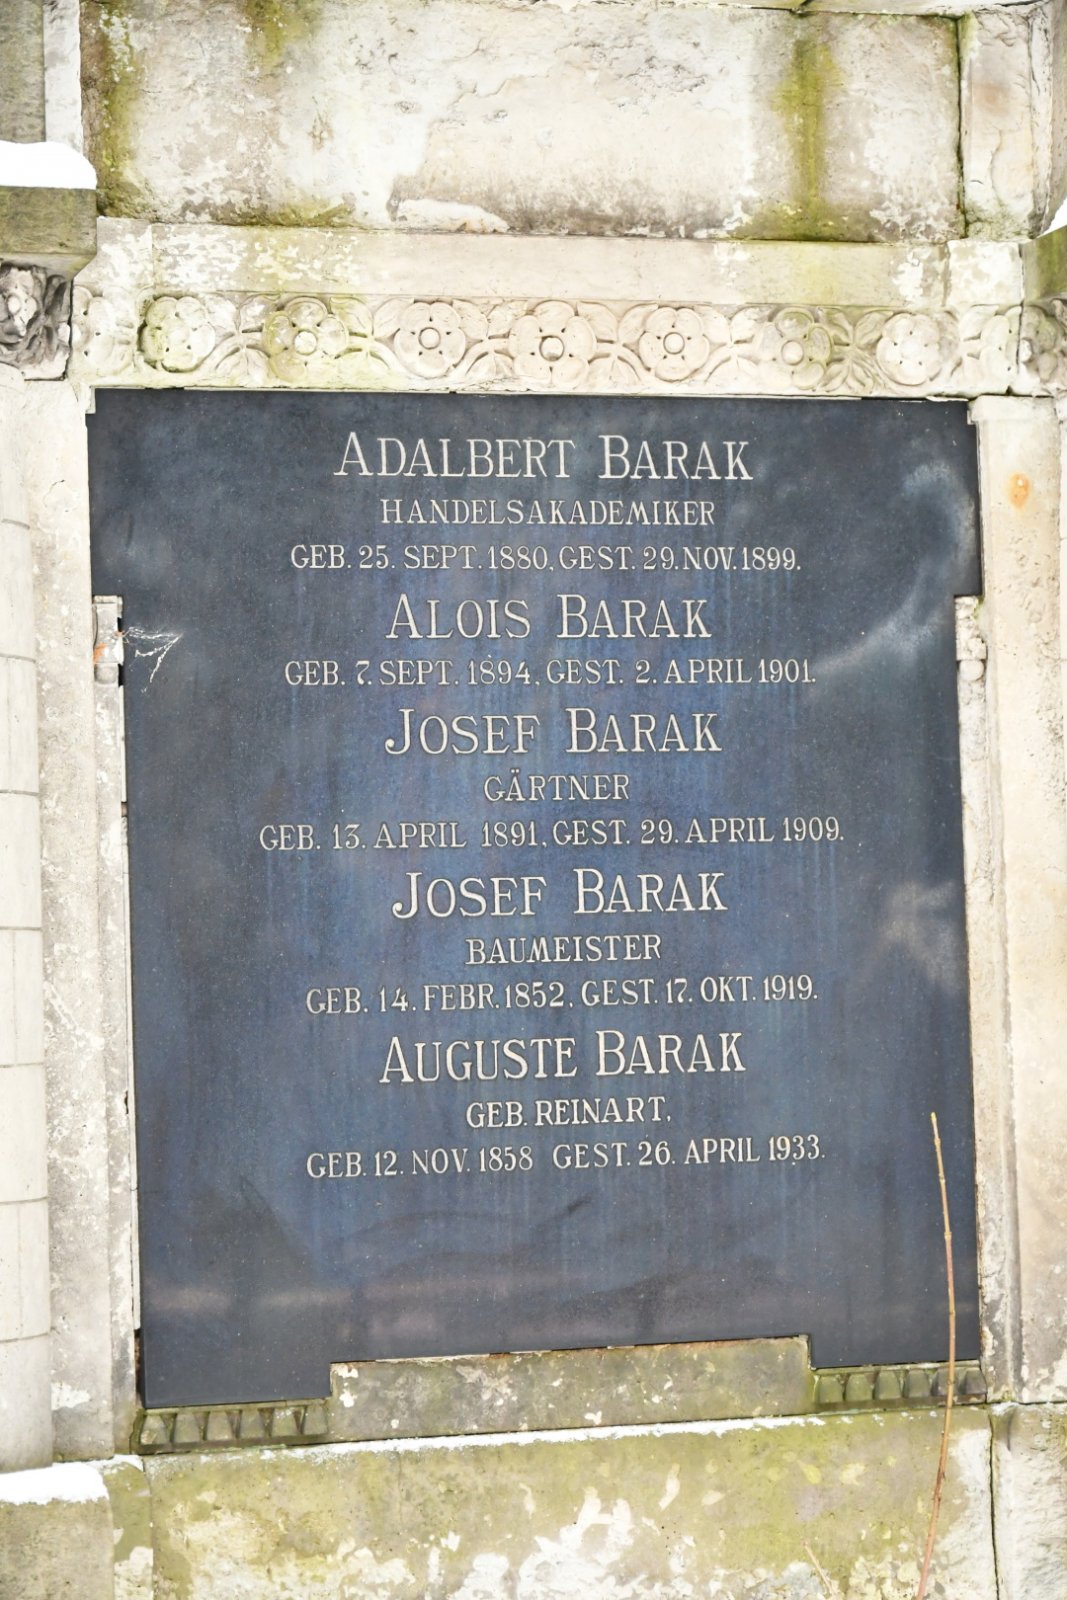 ADALBERT BARAK
HANDELSAKADEMIKER
GEB. 25. SEPT. 1880, GEST. 29. NOV. 1899.
ALOIS BARAK
GEB. 7. SEPT. 1894, GEST. 2. APRIL 1901.
JOSEF BARAK
GÄRTNER
GEB. 13. APRIL 1891, GEST. 29. APRIL 1909.
JOSEF BARAK
BAUMEISTER
GEB. 14. FEBR. 1852, GEST. 17. OKT. 1919.
AUGUSTE BARAK
GEB. REINART,
GEB. 12. NOV. 1858 GEST. 26. APRIL 1933.